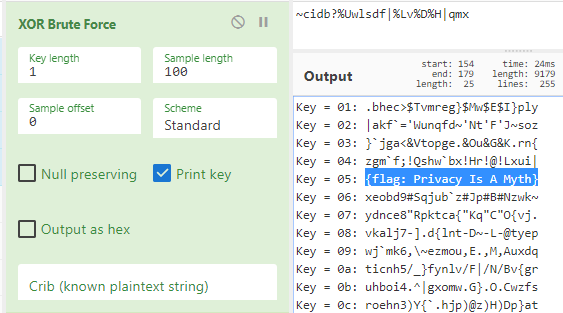 XOR Brute Force
Key length
1
Sample length
100
Sample offset
0
Scheme
Standard
Null preserving
Print key
Output as hex
Crib (known plaintext string)
~cidb?%Uwlsdf|%Lv%D%H|qmx
Output
start: 154
end: 179
length: 25
time: 24ms
length: 9179
lines: 255
Key = 01: .bhec>$Tvmreg}$Mw$E$I}ply
Key = 02: |akf`='Wunqfd~'Nt'F'J~soz
Key = 03: }`jga<&Vtopge.&Ou&G&K.rn{
Key = 04: zgm`f;!Qshw`bx!Hr!@!Lxui|
Key = 05: {flag: Privacy Is A Myth}
Key = 06: xeobd9#Sqjub`z#Jp#B#Nzwk~
Key = 07: ydnce8"Rpktca{"Kq"C"O{vj.
Key = 08: vkalj7-].d{lnt-D~-L-@tyep
Key = 09: wj`mk6,\~ezmou,E.,M,Auxdq
Key = 0a: ticnh5/_}fynlv/F|/N/Bv{gr
Key = 0b: uhboi4.^|gxomw.G}.O.Cwzfs
Key = 0c: roehn3)Y{`.hjp)@z)H)Dp}at